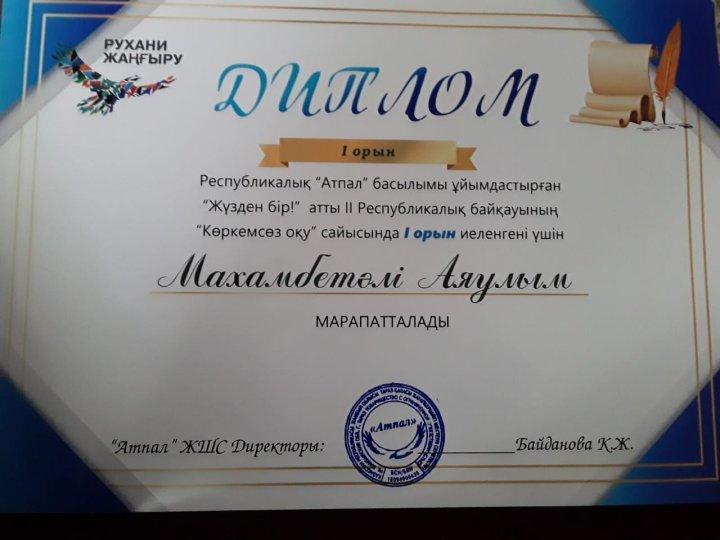 РУХАНИ
ЖАҢҒЫРУ
ДИПЛОМ
I орын
Республикалық “Атпал” басылымы ұйымдастырған
“Жүзден бір!” атты II Республикалық байқауының
“Көркемсөз оқу” сайысында I орын иеленгені үшін
Махамбетәлі Аяулым
МАРАПАТТАЛАДЫ
«Атпал»
“Атпал” ЖШС Директоры: Байданова К.Ж.